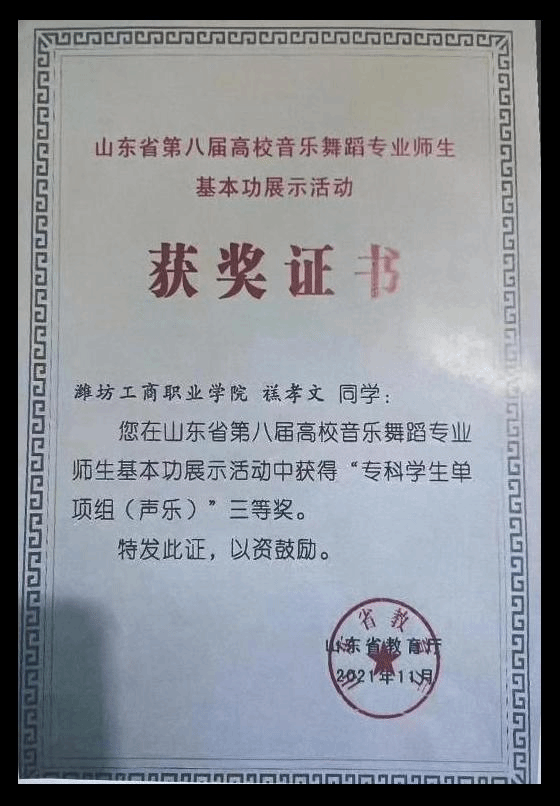 山东省第八届高校音乐舞蹈专业师生
基本功展示活动
获奖证书
潍坊工商职业学院 禚孝文 同学：
您在山东省第八届高校音乐舞蹈专业
师生基本功展示活动中获得“专科学生单
项组（声乐）”三等奖。
特发此证，以资鼓励。
山东省教育厅
2021年11月